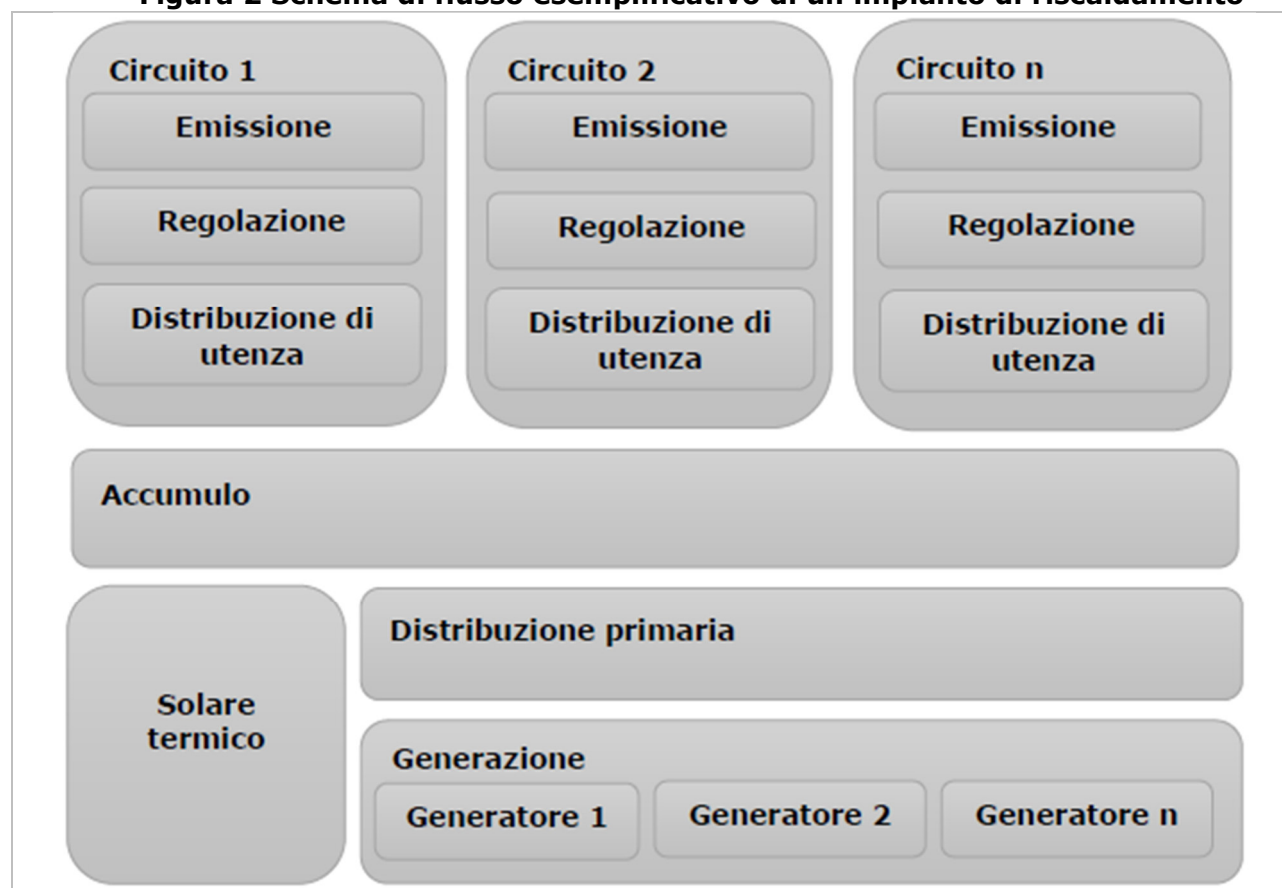 Figura 2 Schema di flusso esemplificativo di un impianto di riscaldamento
Circuito 1
Emissione
Regolazione
Distribuzione di
utenza
Circuito 2
Emissione
Regolazione
Distribuzione di
utenza
Circuito n
Emissione
Regolazione
Distribuzione di
utenza
Accumulo
Solare
termico
Distribuzione primaria
Generazione
Generatore 1
Generatore 2
Generatore n